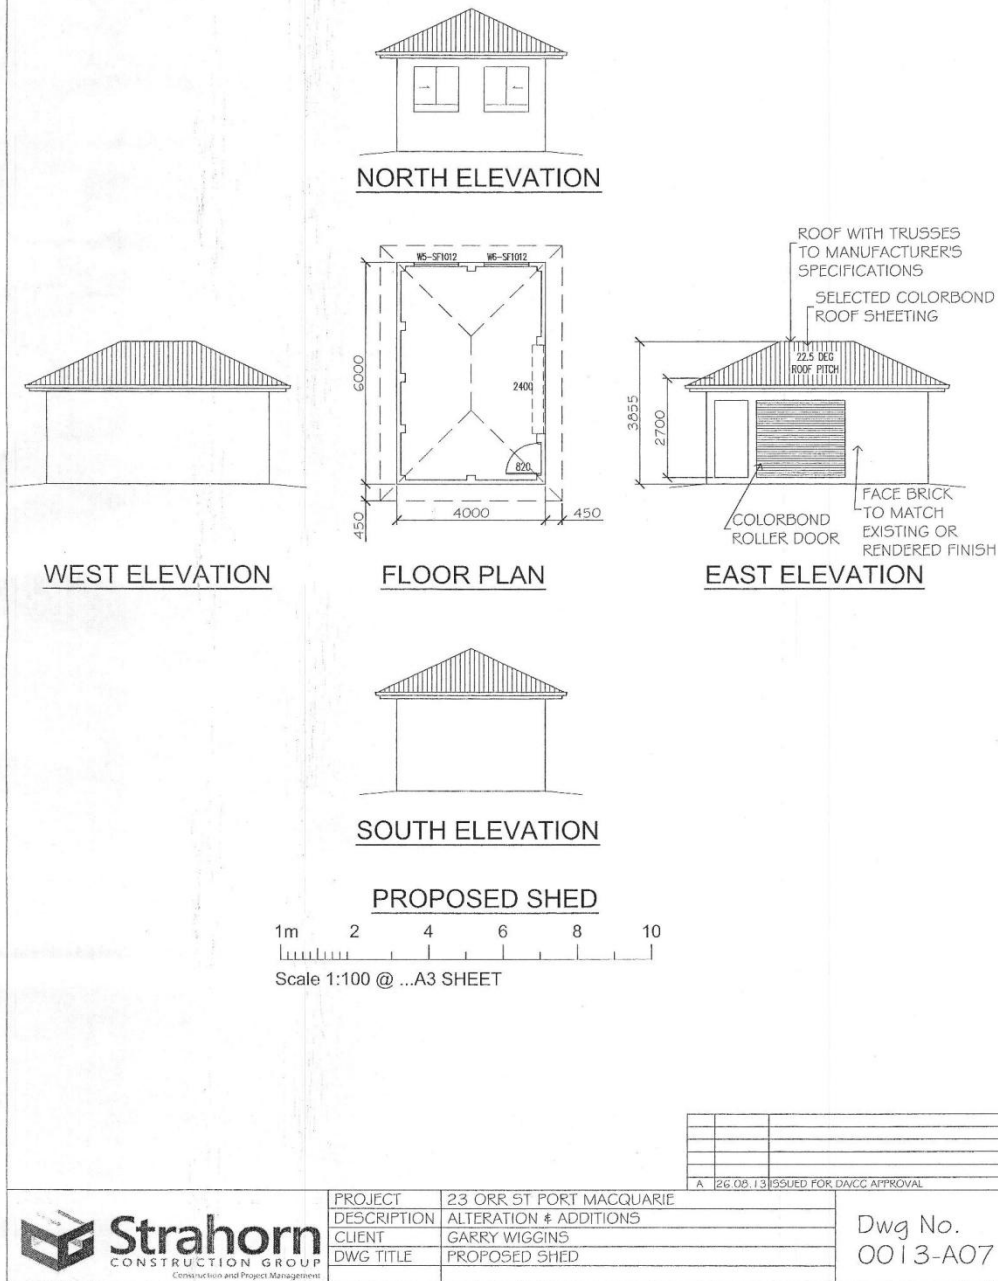 NORTH ELEVATION
W5-SF1012 W6-SF1012
6000
2400
820
450
4000
450
FLOOR PLAN
WEST ELEVATION
ROOF WITH TRUSSES
TO MANUFACTURER'S
SPECIFICATIONS
SELECTED COLORBOND
ROOF SHEETING
22.5 DEG
ROOF PITCH
3855
2700
COLORBOND
ROLLER DOOR
FACE BRICK
TO MATCH
EXISTING OR
RENDERED FINISH
EAST ELEVATION
SOUTH ELEVATION
PROPOSED SHED
1m 2 4 6 8 10
Scale 1:100 @ ...A3 SHEET
A 26.08.13 ISSUED FOR DA/CC APPROVAL
Strahorn
CONSTRUCTION GROUP
Construction and Project Management
PROJECT 23 ORR ST PORT MACQUARIE
DESCRIPTION ALTERATION & ADDITIONS
CLIENT GARRY WIGGINS
DWG TITLE PROPOSED SHED
Dwg No.
0013-A07